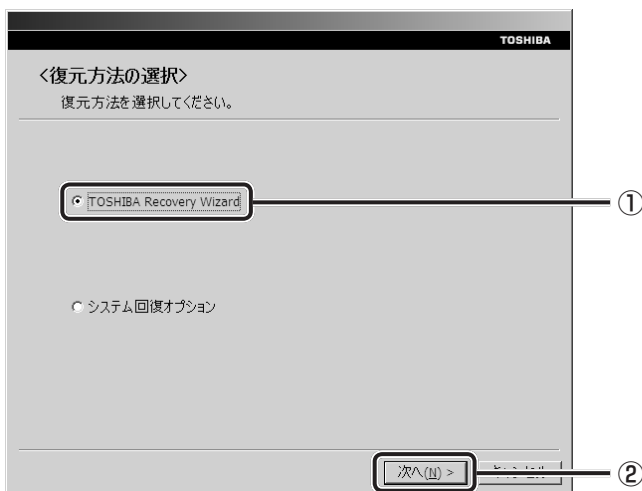 TOSHIBA
<復元方法の選択>
復元方法を選択してください。
TOSHIBA Recovery Wizard
①
システム回復オプション
次へ(N) >
②